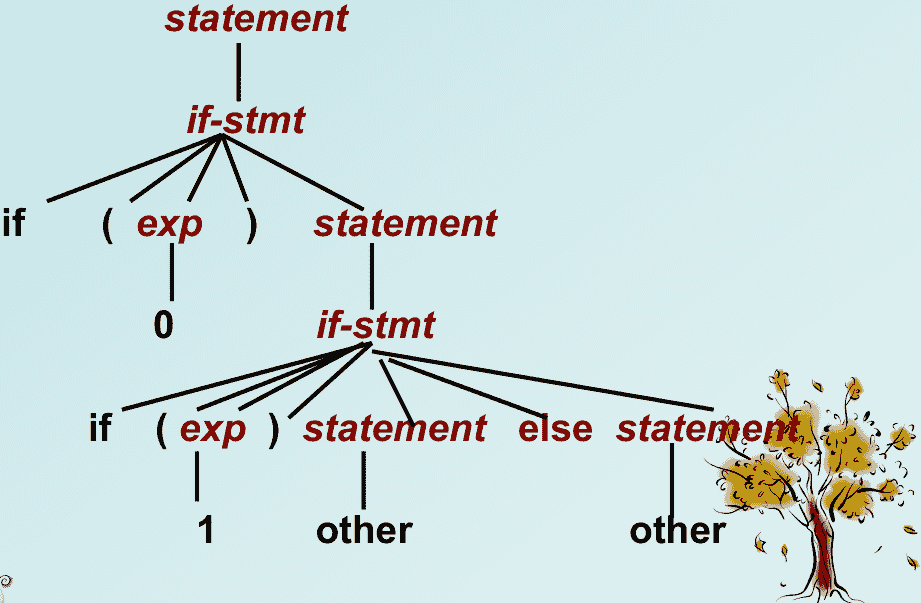 statement
if-stmt
if ( exp ) statement
0 if-stmt
if ( exp ) statement else statement
1 other other